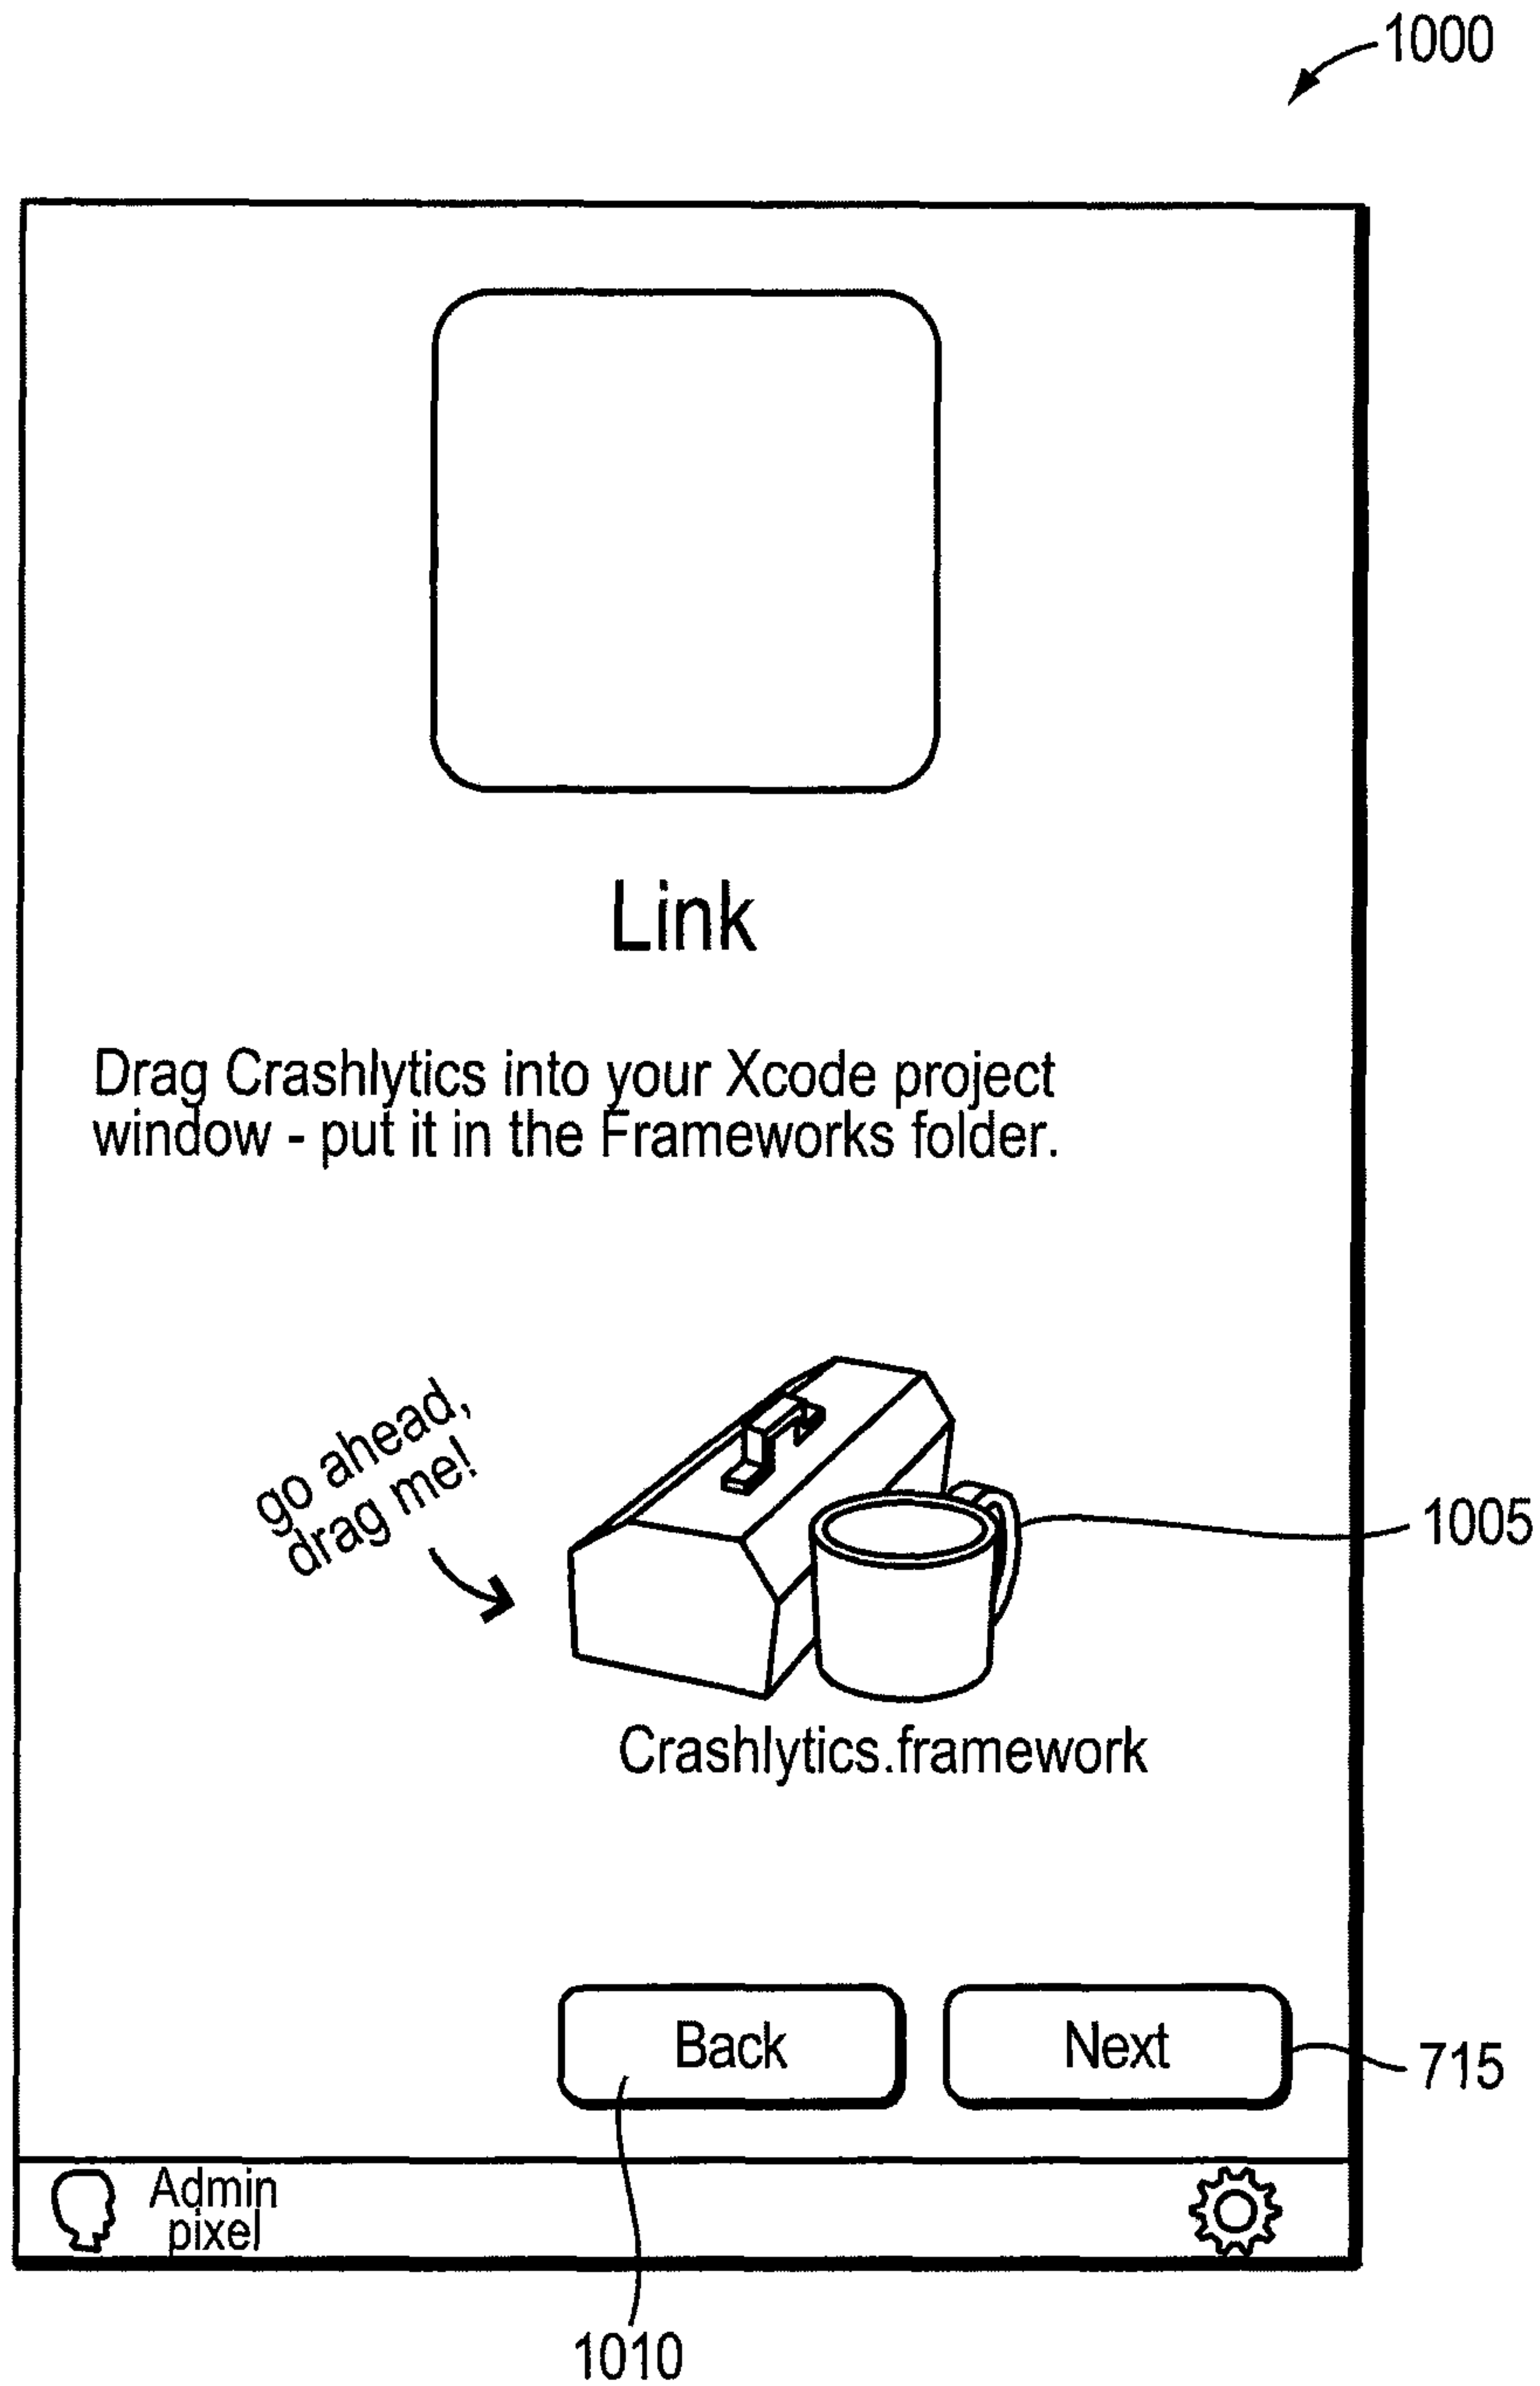 1000
Link
Drag Crashlytics into your Xcode project
window - put it in the Frameworks folder.
go ahead,
drag me!
1005
Crashlytics.framework
Back
Next
715
Admin
pixel
1010